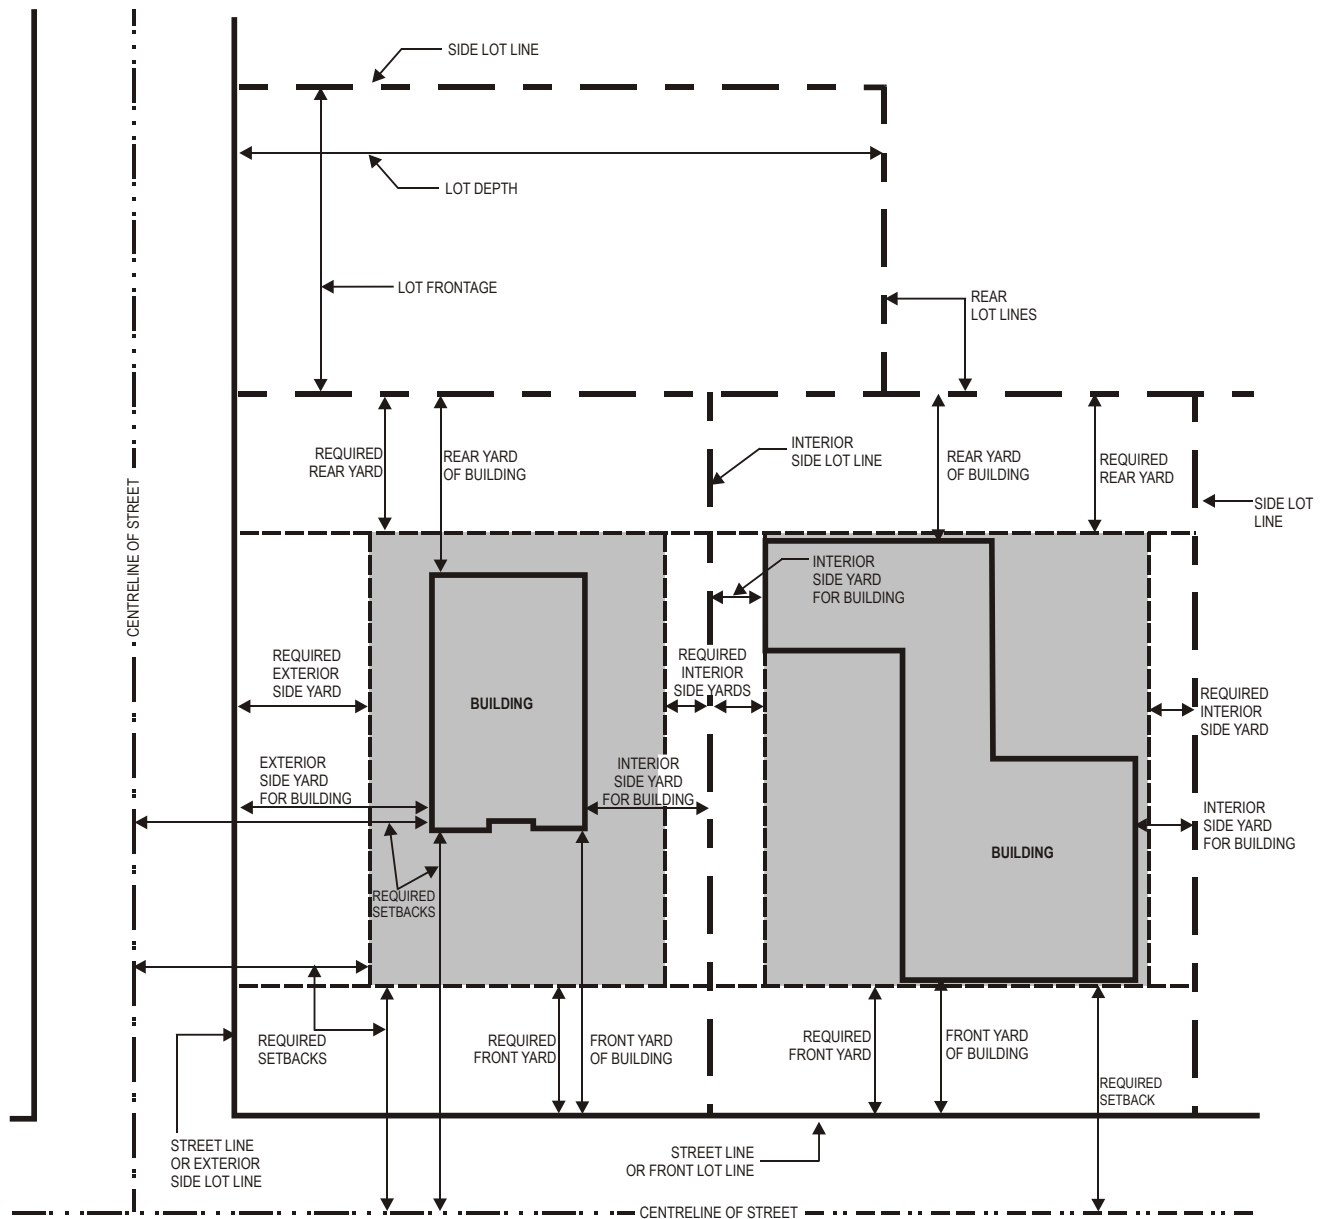 SIDE LOT LINE
LOT DEPTH
LOT FRONTAGE
REAR
LOT LINES
REQUIRED
REAR YARD
REAR YARD
OF BUILDING
INTERIOR
SIDE LOT LINE
REAR YARD
OF BUILDING
REQUIRED
REAR YARD
SIDE LOT
LINE
CENTRELINE OF STREET
INTERIOR
SIDE YARD
FOR BUILDING
REQUIRED
EXTERIOR
SIDE YARD
BUILDING
REQUIRED
INTERIOR
SIDE YARDS
REQUIRED
INTERIOR
SIDE YARD
EXTERIOR
SIDE YARD
FOR BUILDING
INTERIOR
SIDE YARD
FOR BUILDING
BUILDING
INTERIOR
SIDE YARD
FOR BUILDING
REQUIRED
SETBACKS
REQUIRED
SETBACKS
REQUIRED
FRONT YARD
FRONT YARD
OF BUILDING
REQUIRED
FRONT YARD
FRONT YARD
OF BUILDING
REQUIRED
SETBACK
STREET LINE
OR EXTERIOR
SIDE LOT LINE
STREET LINE
OR FRONT LOT LINE
CENTRELINE OF STREET